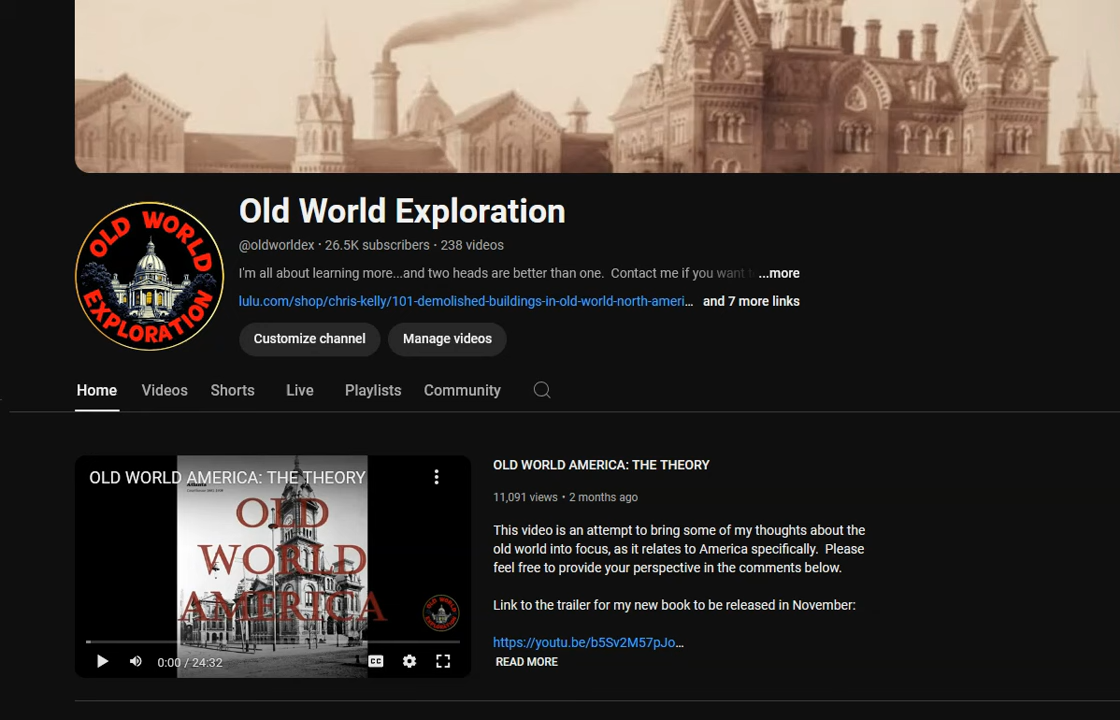 Old World Exploration
OLD WORLD
EXPLORATION
@oldworldex · 26.5K subscribers · 238 videos
I'm all about learning more...and two heads are better than one. Contact me if you want ...more
lulu.com/shop/chris-kelly/101-demolished-buildings-in-old-world-north-ameri... and 7 more links
Customize channel Manage videos
Home Videos Shorts Live Playlists Community
OLD WORLD AMERICA: THE THEORY
OLD
WORLD
AMERICA
OLD WORLD
EXPLORATION
0:00 / 24:32 CC
OLD WORLD AMERICA: THE THEORY
11,091 views · 2 months ago
This video is an attempt to bring some of my thoughts about the
old world into focus, as it relates to America specifically. Please
feel free to provide your perspective in the comments below.
Link to the trailer for my new book to be released in November:
https://youtu.be/b5Sv2M57pJo...
READ MORE